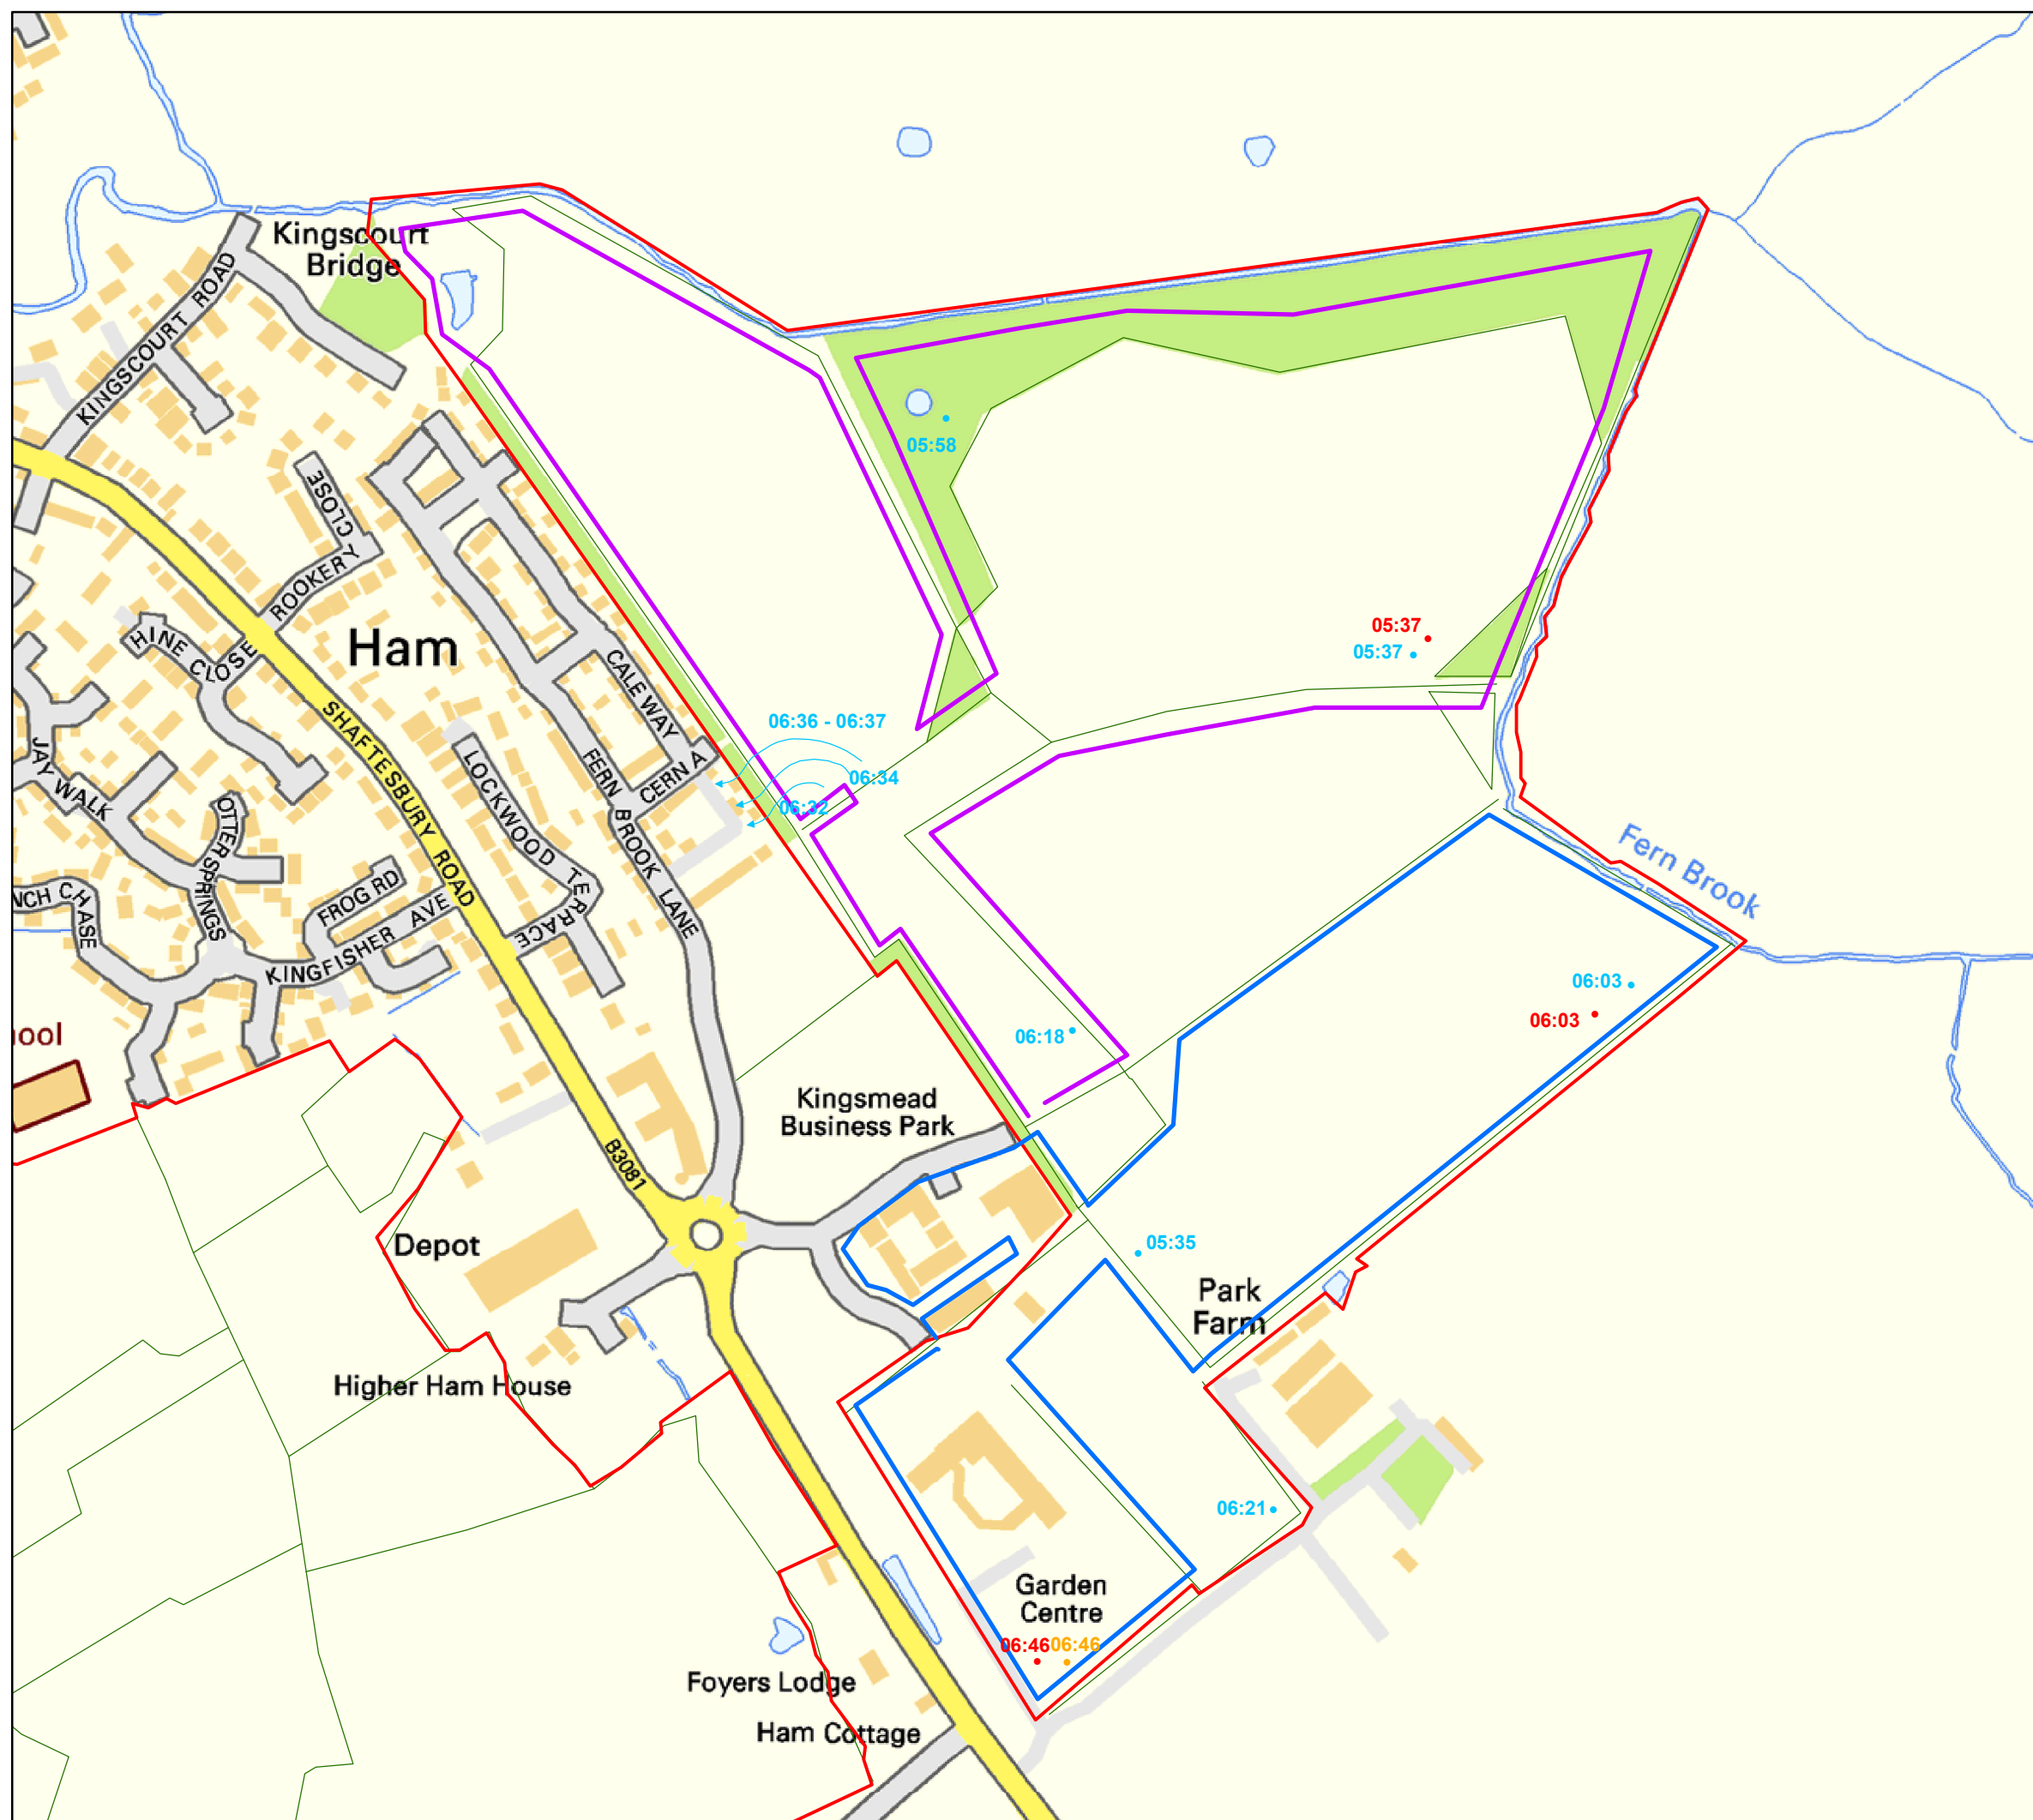 Kingscourt
Bridge
KINGSCOURT ROAD
05:58
ROOKERY CLOSE
HINE CLOSE
Ham
05:37
05:37
CALE WAY
SHAFTESBURY ROAD
JAY WALK
LOCKWOOD TERRACE
FERN BROOK LANE
CERN A
06:36 - 06:37
06:34
06:32
OTTERSPRINGS
FROG RD
KINGFISHER AVE
NCH CHASE
Fern Brook
06:03
06:03
06:18
ool
Kingsmead
Business Park
B3081
Depot
05:35
Park
Farm
Higher Ham House
06:21
Garden
Centre
06:46
06:46
Foyers Lodge
Ham Cottage